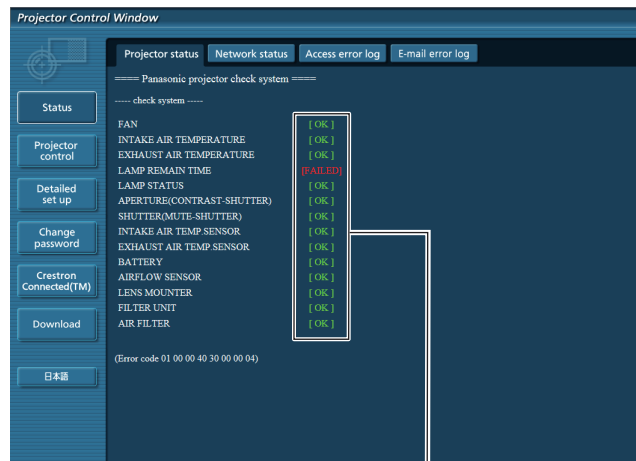 Projector Control Window
Projector status Network status Access error log E-mail error log
==== Panasonic projector check system ====
----- check system -----
FAN [ OK ]
INTAKE AIR TEMPERATURE [ OK ]
EXHAUST AIR TEMPERATURE [ OK ]
LAMP REMAIN TIME [FAILED]
LAMP STATUS [ OK ]
APERTURE(CONTRAST-SHUTTER) [ OK ]
SHUTTER(MUTE-SHUTTER) [ OK ]
INTAKE AIR TEMP.SENSOR [ OK ]
EXHAUST AIR TEMP.SENSOR [ OK ]
BATTERY [ OK ]
AIRFLOW SENSOR [ OK ]
LENS MOUNTER [ OK ]
FILTER UNIT [ OK ]
AIR FILTER [ OK ]
(Error code 01 00 00 40 30 00 00 04)
Status
Projector
control
Detailed
set up
Change
password
Crestron
Connected(TM)
Download
日本語